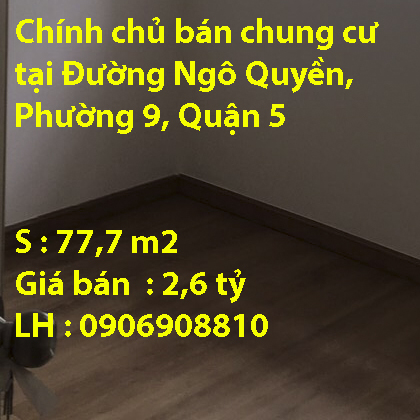 Chính chủ bán chung cư
tại Đường Ngô Quyền,
Phường 9, Quận 5
S : 77,7 m2
Giá bán : 2,6 tỷ
LH : 0906908810